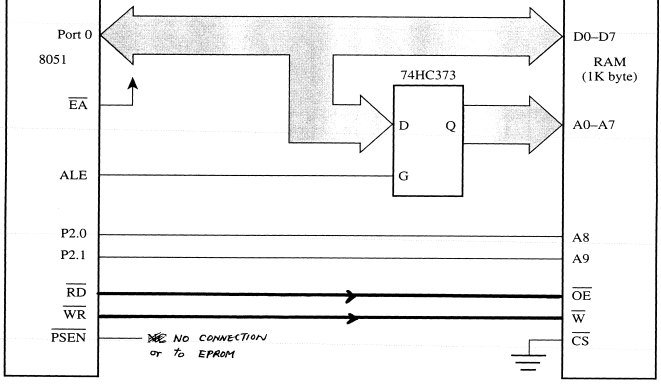 Port 0
D0–D7
8051
RAM
(1K byte)
74HC373
EA
D
Q
A0–A7
ALE
G
P2.0
A8
P2.1
A9
RD
OE
WR
W
PSEN
NO CONNECTION
or to EPROM
CS